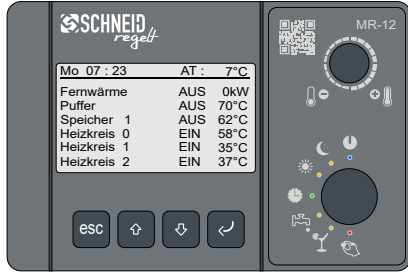 SCHNEID
regelt
MR-12
Mo 07 : 23 AT : 7°C
Fernwärme AUS 0kW
Puffer AUS 70°C
Speicher 1 AUS 62°C
Heizkreis 0 EIN 58°C
Heizkreis 1 EIN 35°C
Heizkreis 2 EIN 37°C
esc